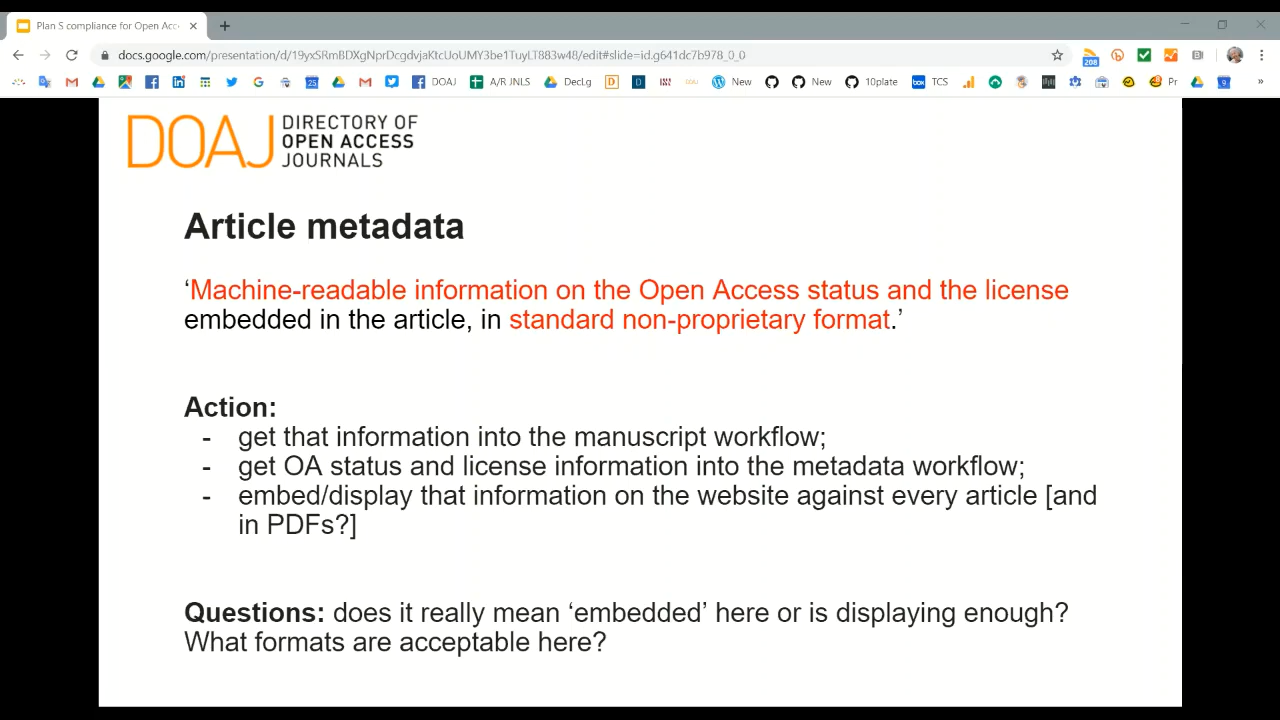 Plan S compliance for Open Acc
docs.google.com/presentation/d/19yxSRmBDXgNprDcgdvjaKtcUoUMY3be1TuyLT883w48/edit#slide=id.g641dc7b978_0_0
208
DOAJ
A/R JNLS
DecLg
New
New
10plate
TCS
Pr
»
DOAJ
DIRECTORY OF
OPEN ACCESS
JOURNALS
Article metadata
‘Machine-readable information on the Open Access status and the license
embedded in the article, in standard non-proprietary format.’
Action:
- get that information into the manuscript workflow;
- get OA status and license information into the metadata workflow;
- embed/display that information on the website against every article [and
in PDFs?]
Questions: does it really mean ‘embedded’ here or is displaying enough?
What formats are acceptable here?